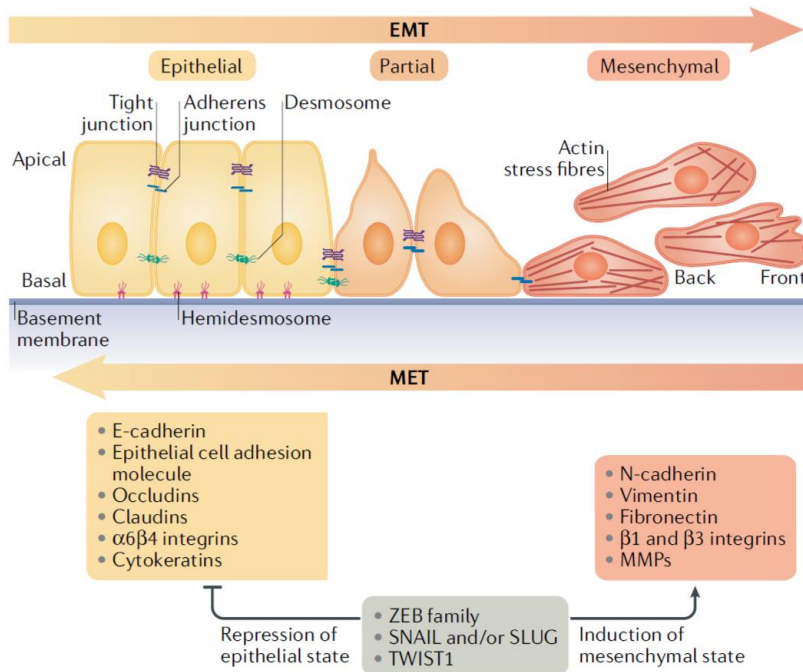 EMT
Epithelial
Partial
Mesenchymal
Tight
junction
Adherens
junction
Desmosome
Apical
Actin
stress fibres
Basal
Back
Front
Basement
membrane
Hemidesmosome
MET
• E-cadherin
• Epithelial cell adhesion
molecule
• Occludins
• Claudins
• α6β4 integrins
• Cytokeratins
• N-cadherin
• Vimentin
• Fibronectin
• β1 and β3 integrins
• MMPs
Repression of
epithelial state
• ZEB family
• SNAIL and/or SLUG
• TWIST1
Induction of
mesenchymal state